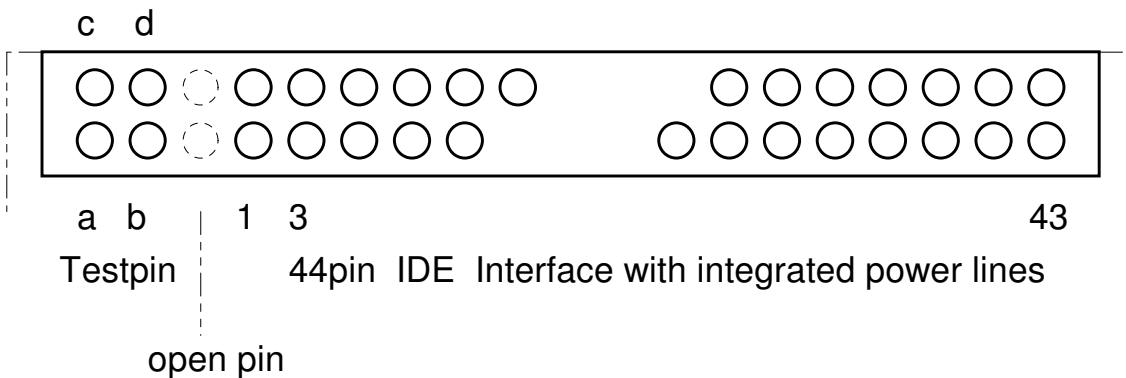 c d
a b 1 3 43
Testpin 44pin IDE Interface with integrated power lines
open pin